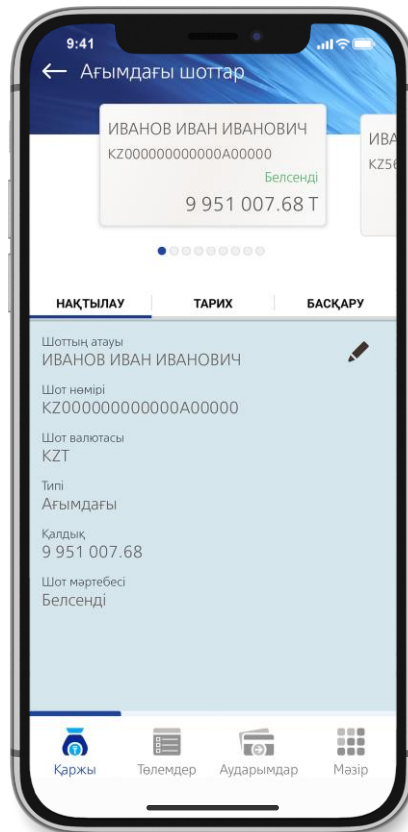 9:41
← Ағымдағы шоттар
ИВАНОВ ИВАН ИВАНОВИЧ
KZ000000000000A00000
Белсенді
9 951 007.68 T
ИВА
KZ56
НАҚТЫЛАУ ТАРИХ БАСҚАРУ
Шоттың атауы
ИВАНОВ ИВАН ИВАНОВИЧ
Шот нөмірі
KZ000000000000A00000
Шот валютасы
KZT
Типі
Ағымдағы
Қалдық
9 951 007.68
Шот мәртебесі
Белсенді
Қаржы Төлемдер Аударымдар Мәзір